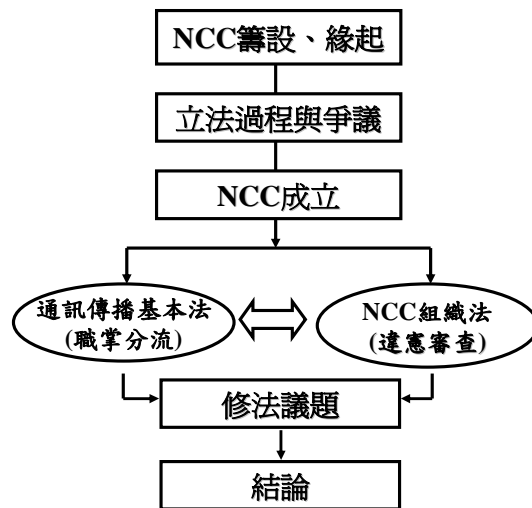 NCC籌設、緣起
立法過程與爭議
NCC成立
通訊傳播基本法
(職掌分流)
NCC組織法
(違憲審查)
修法議題
結論